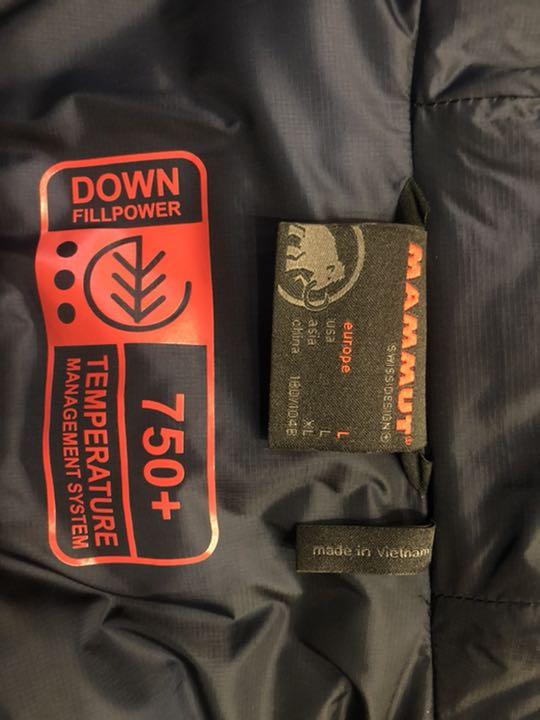 DOWN
FILLPOWER
750+
TEMPERATURE
MANAGEMENT SYSTEM
MAMMUT
SWISS DESIGN
europe L
usa L
asia XL
china 180/104B
made in Vietnam